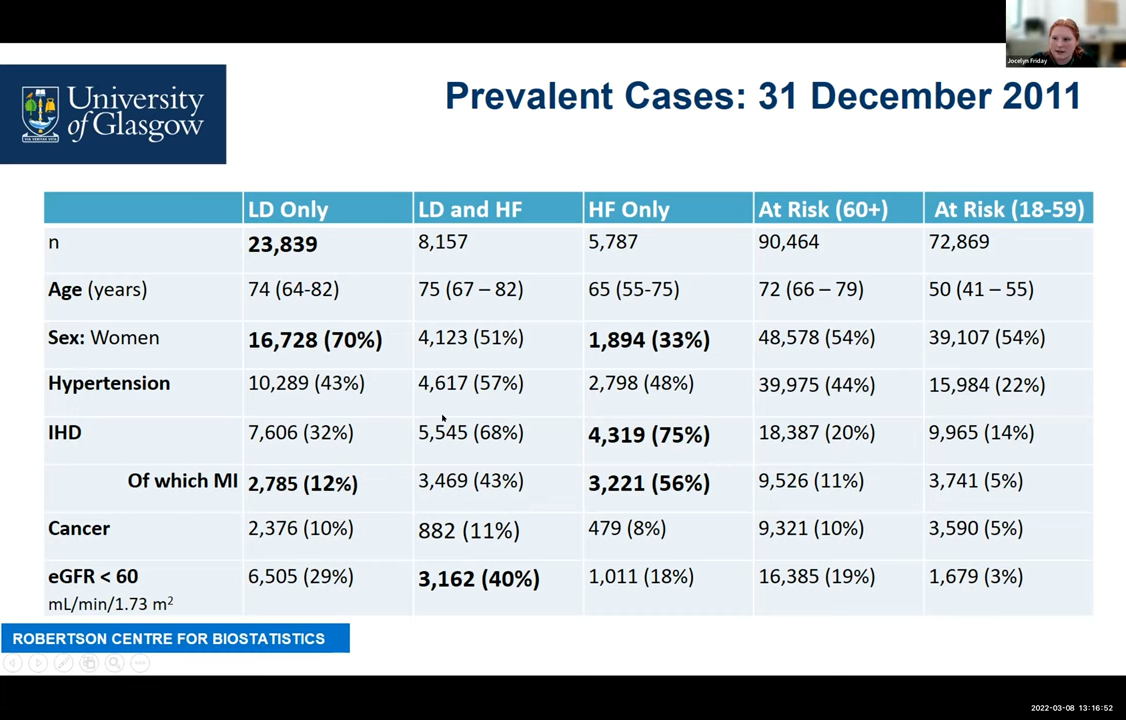 Jocelyn Friday
University
of Glasgow
Prevalent Cases: 31 December 2011
LD Only LD and HF HF Only At Risk (60+) At Risk (18-59)
n 23,839 8,157 5,787 90,464 72,869
Age (years) 74 (64-82) 75 (67 – 82) 65 (55-75) 72 (66 – 79) 50 (41 – 55)
Sex: Women 16,728 (70%) 4,123 (51%) 1,894 (33%) 48,578 (54%) 39,107 (54%)
Hypertension 10,289 (43%) 4,617 (57%) 2,798 (48%) 39,975 (44%) 15,984 (22%)
IHD 7,606 (32%) 5,545 (68%) 4,319 (75%) 18,387 (20%) 9,965 (14%)
Of which MI 2,785 (12%) 3,469 (43%) 3,221 (56%) 9,526 (11%) 3,741 (5%)
Cancer 2,376 (10%) 882 (11%) 479 (8%) 9,321 (10%) 3,590 (5%)
eGFR < 60 6,505 (29%) 3,162 (40%) 1,011 (18%) 16,385 (19%) 1,679 (3%)
mL/min/1.73 m²
ROBERTSON CENTRE FOR BIOSTATISTICS
2022-03-08 13:16:52